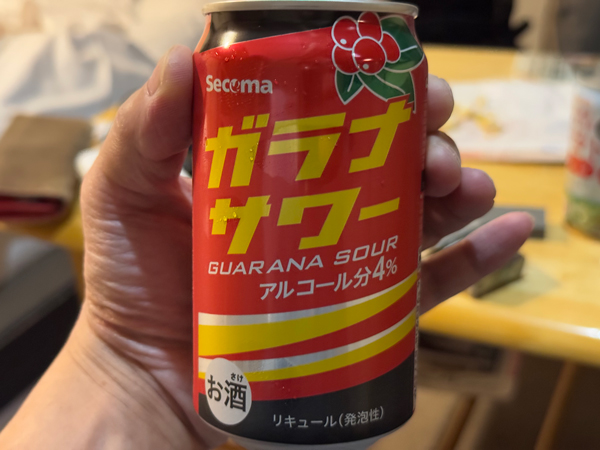 Secoma
ガラナ
サワー
GUARANA SOUR
アルコール分4%
さけ
お酒
リキュール(発泡性)